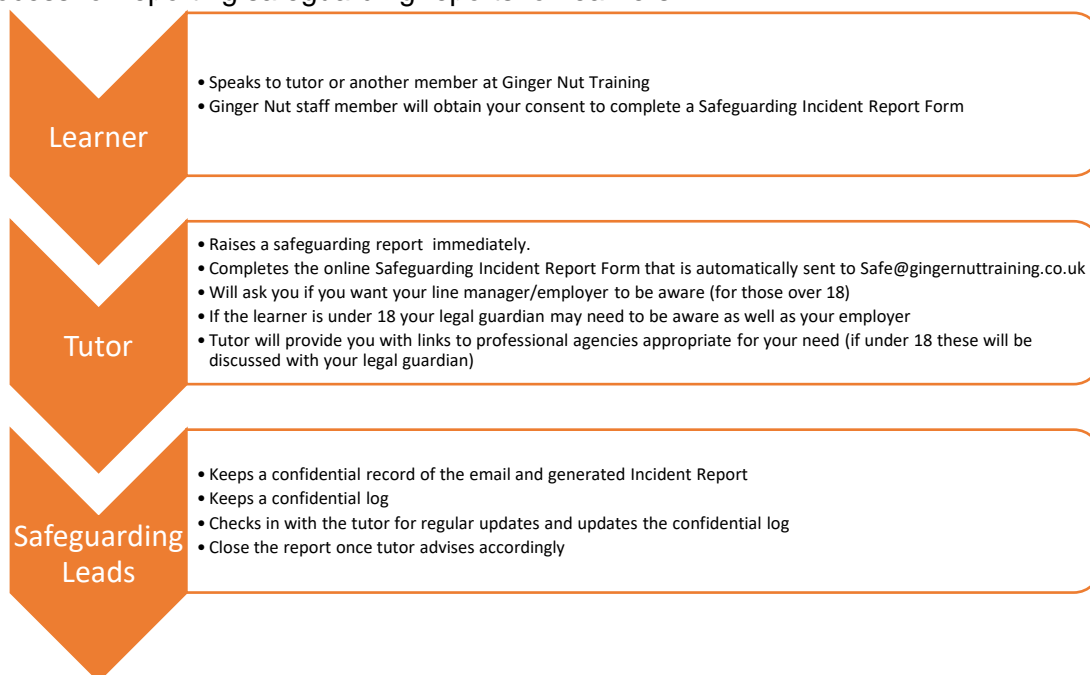 Learner
• Speaks to tutor or another member at Ginger Nut Training
• Ginger Nut staff member will obtain your consent to complete a Safeguarding Incident Report Form
Tutor
• Raises a safeguarding report immediately.
• Completes the online Safeguarding Incident Report Form that is automatically sent to Safe@gingernuttraining.co.uk
• Will ask you if you want your line manager/employer to be aware (for those over 18)
• If the learner is under 18 your legal guardian may need to be aware as well as your employer
• Tutor will provide you with links to professional agencies appropriate for your need (if under 18 these will be
discussed with your legal guardian)
Safeguarding
Leads
• Keeps a confidential record of the email and generated Incident Report
• Keeps a confidential log
• Checks in with the tutor for regular updates and updates the confidential log
• Close the report once tutor advises accordingly